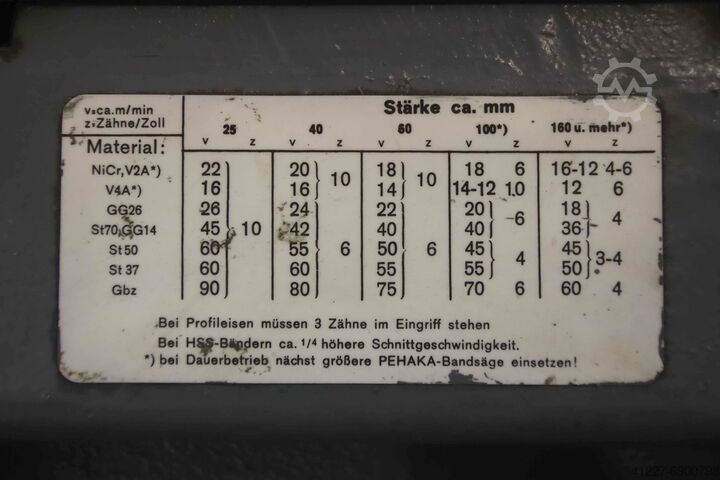 v=ca.m/min
z=Zähne/Zoll
Stärke ca. mm
25 40 60 100*) 160 u. mehr*)
Material: v z v z v z v z v z
NiCr,V2A*) 22 20 18 18 6 16-12 4-6
V4A*) 16 16 10 14 10 14-12 10 12 6
GG26 26 24 22 20 18
St70,GG14 45 10 42 40 40 6 36 4
St50 60 55 6 50 6 45 45
St 37 60 60 55 55 4 50 3-4
Gbz 90 80 75 70 6 60 4
Bei Profileisen müssen 3 Zähne im Eingriff stehen
Bei HSS-Bändern ca. 1/4 höhere Schnittgeschwindigkeit.
*) bei Dauerbetrieb nächst größere PEHAKA-Bandsäge einsetzen!